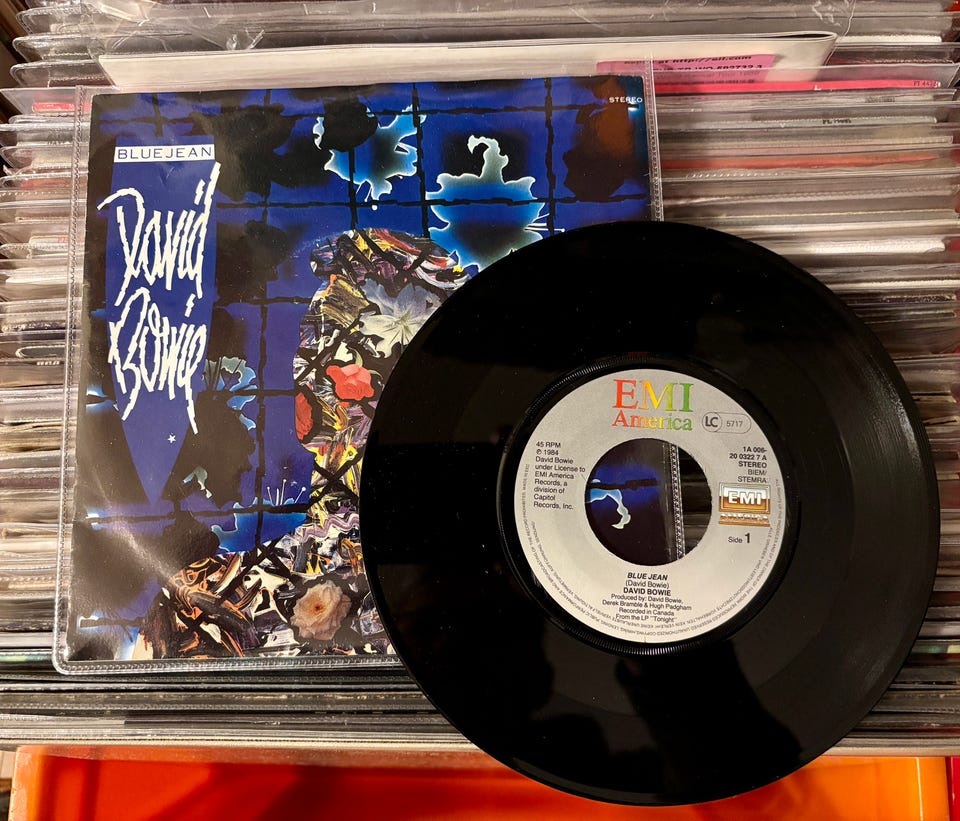 STEREO
BLUE JEAN
David
Bowie
EMI
America
LC 5717
45 RPM
℗ 1984
David Bowie
under License to
EMI America
Records, a
division of
Capitol
Records, Inc.
1A 006-
20 0322 7 A
STEREO
BIEM/
STEMRA
EMI
Side 1
BLUE JEAN
(David Bowie)
DAVID BOWIE
Produced by: David Bowie,
Derek Bramble & Hugh Padgham
Recorded in Canada
From the LP "Tonight"